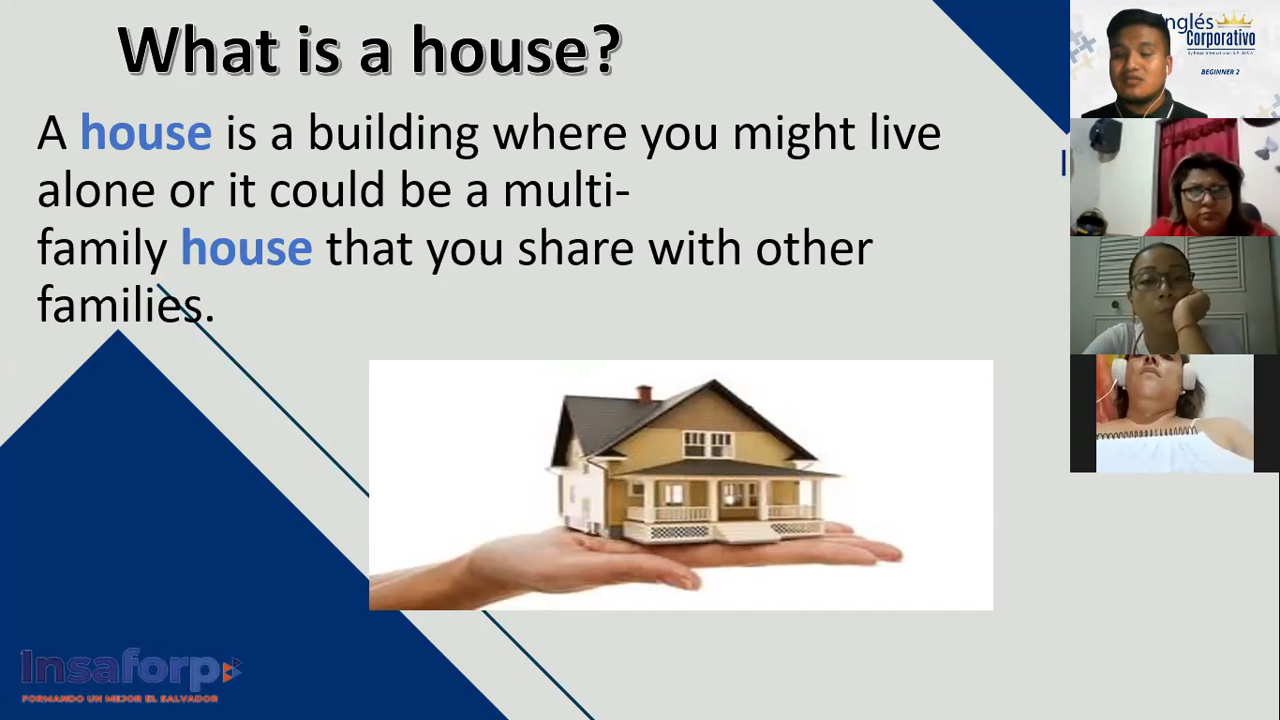 What is a house?
A house is a building where you might live
alone or it could be a multi-
family house that you share with other
families.
Inglés
Corporativo
BEGINNER 2
Insaforp
FORMANDO UN MEJOR EL SALVADOR